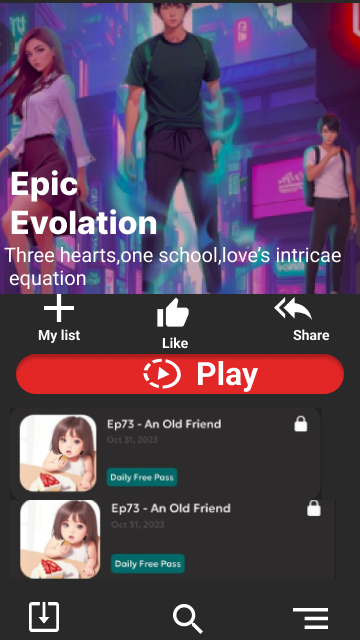 Epic
Evolation
Three hearts,one school,love's intricae
equation
My list
Like
Share
Play
Ep73 - An Old Friend
Oct 31, 2023
Daily Free Pass
Ep73 - An Old Friend
Oct 31, 2023
Daily Free Pass